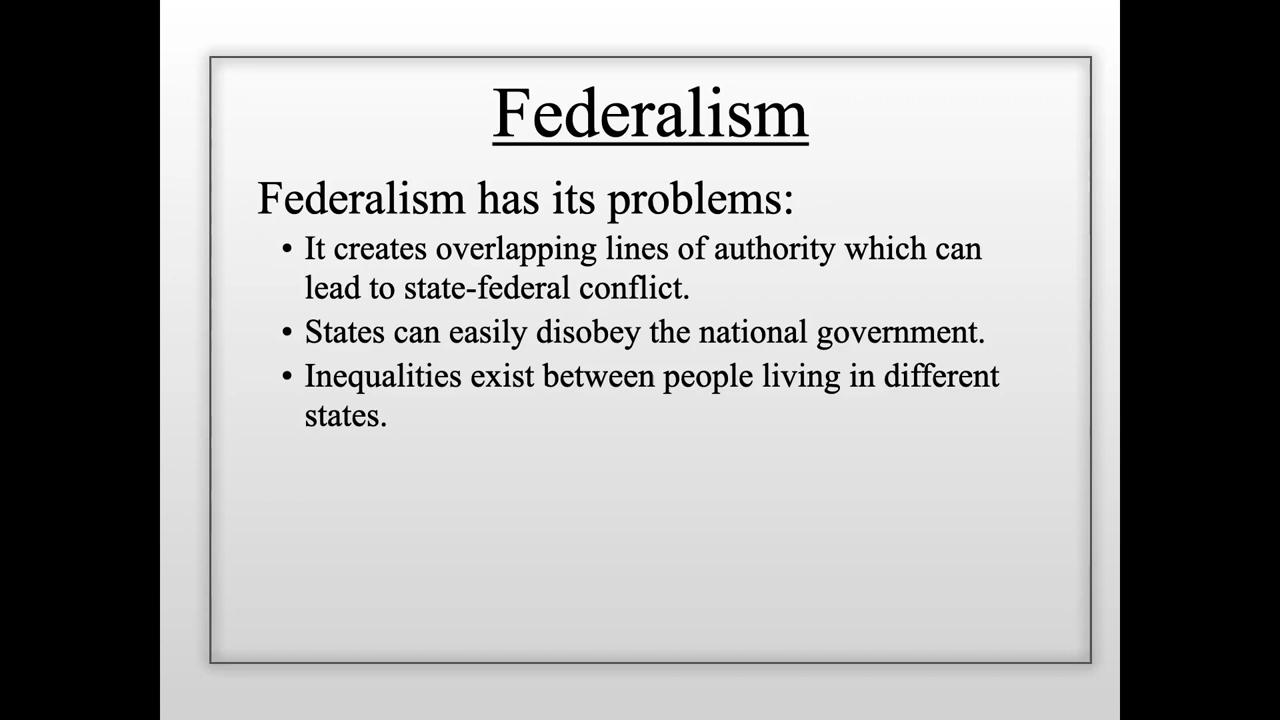 Federalism
Federalism has its problems:
• It creates overlapping lines of authority which can
lead to state-federal conflict.
• States can easily disobey the national government.
• Inequalities exist between people living in different
states.